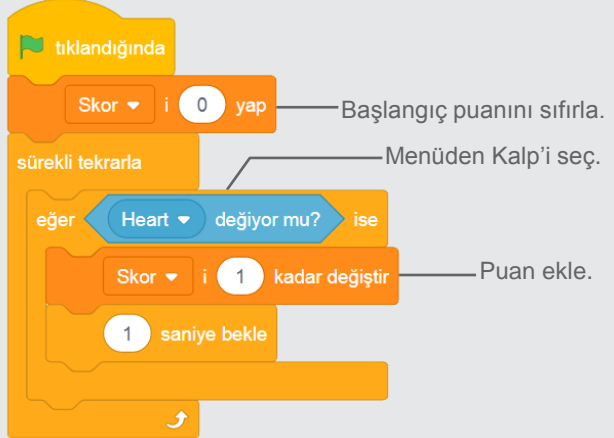 tıklandığında
Skor i 0 yap
Başlangıç puanını sıfırla.
sürekli tekrarla
Menüden Kalp’i seç.
eğer Heart değiyor mu? ise
Skor i 1 kadar değiştir
Puan ekle.
1 saniye bekle